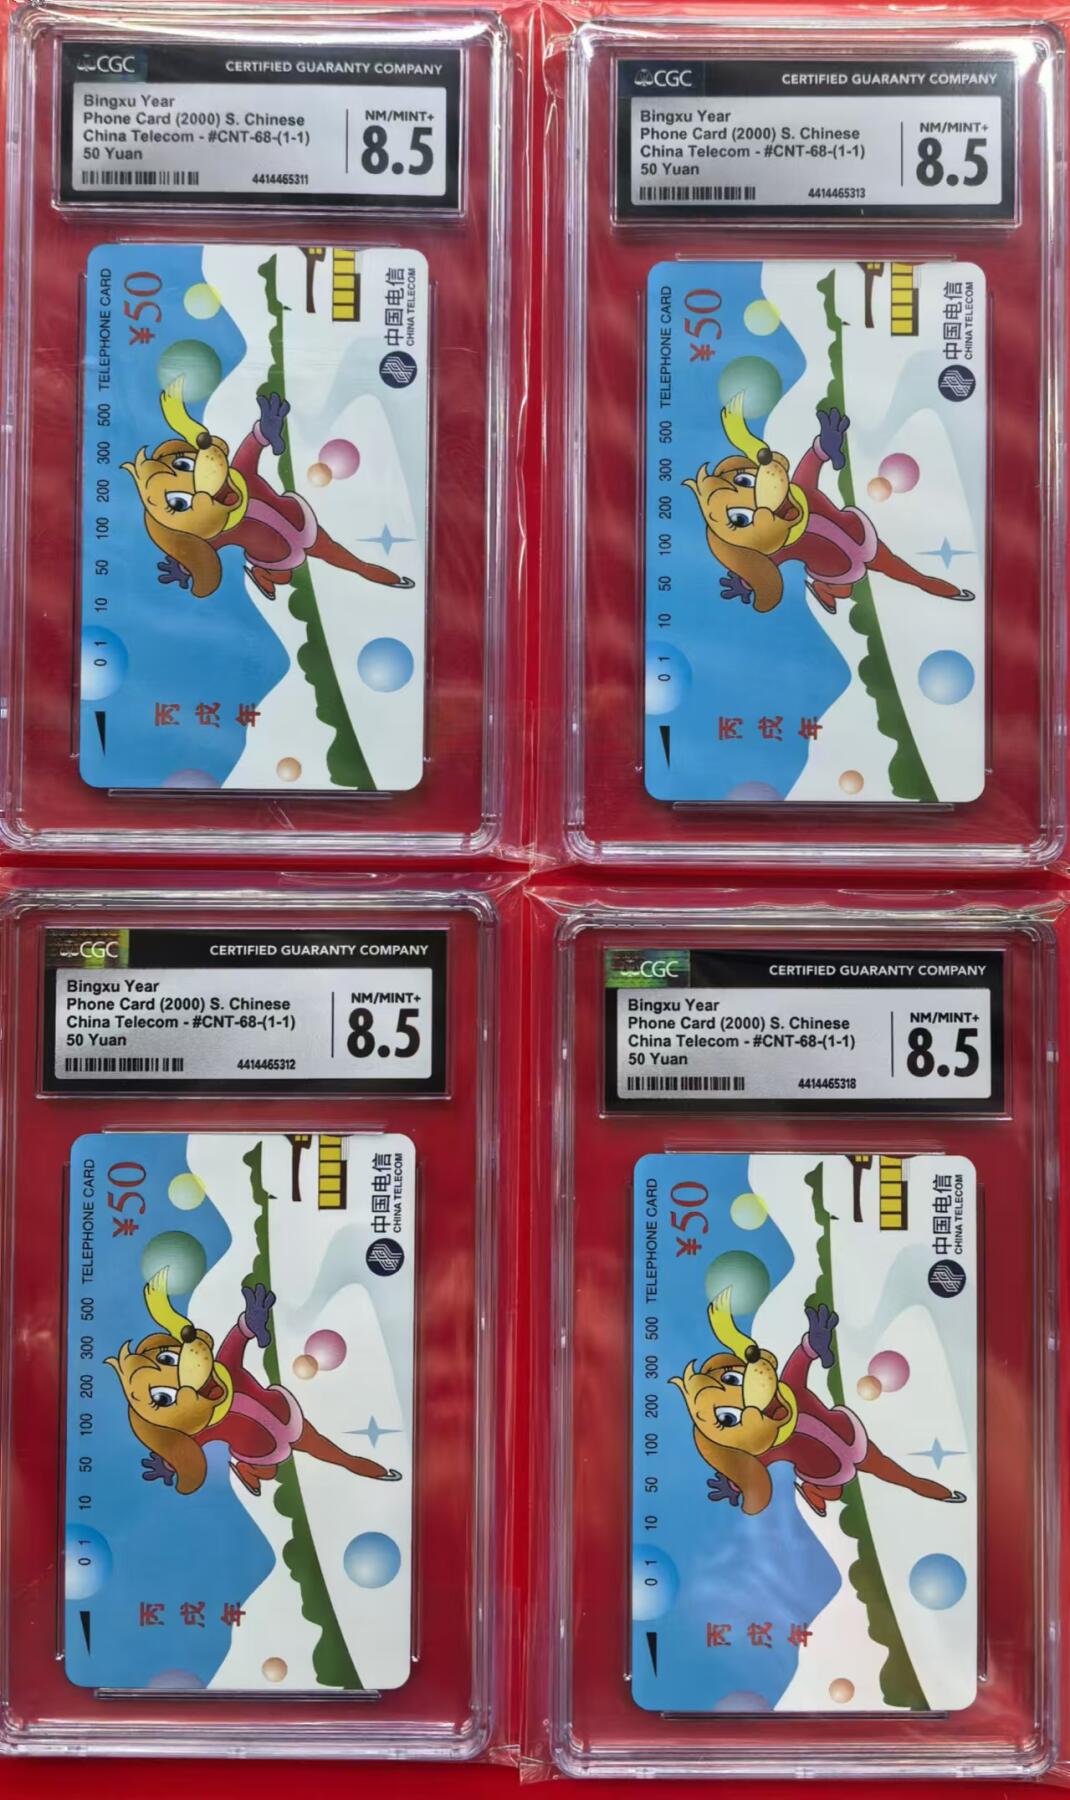 CGC CERTIFIED GUARANTY COMPANY
Bingxu Year
Phone Card (2000) S. Chinese
China Telecom - #CNT-68-(1-1)
50 Yuan
NM/MINT+
8.5
4414465311
TELEPHONE CARD
¥50
中国电信
CHINA TELECOM
0 1 10 50 100 200 300 500
丙戌年
CGC CERTIFIED GUARANTY COMPANY
Bingxu Year
Phone Card (2000) S. Chinese
China Telecom - #CNT-68-(1-1)
50 Yuan
NM/MINT+
8.5
4414465313
TELEPHONE CARD
¥50
中国电信
CHINA TELECOM
0 1 10 50 100 200 300 500
丙戌年
CGC CERTIFIED GUARANTY COMPANY
Bingxu Year
Phone Card (2000) S. Chinese
China Telecom - #CNT-68-(1-1)
50 Yuan
NM/MINT+
8.5
4414465312
TELEPHONE CARD
¥50
中国电信
CHINA TELECOM
0 1 10 50 100 200 300 500
丙戌年
CGC CERTIFIED GUARANTY COMPANY
Bingxu Year
Phone Card (2000) S. Chinese
China Telecom - #CNT-68-(1-1)
50 Yuan
NM/MINT+
8.5
4414465318
TELEPHONE CARD
¥50
中国电信
CHINA TELECOM
0 1 10 50 100 200 300 500
丙戌年